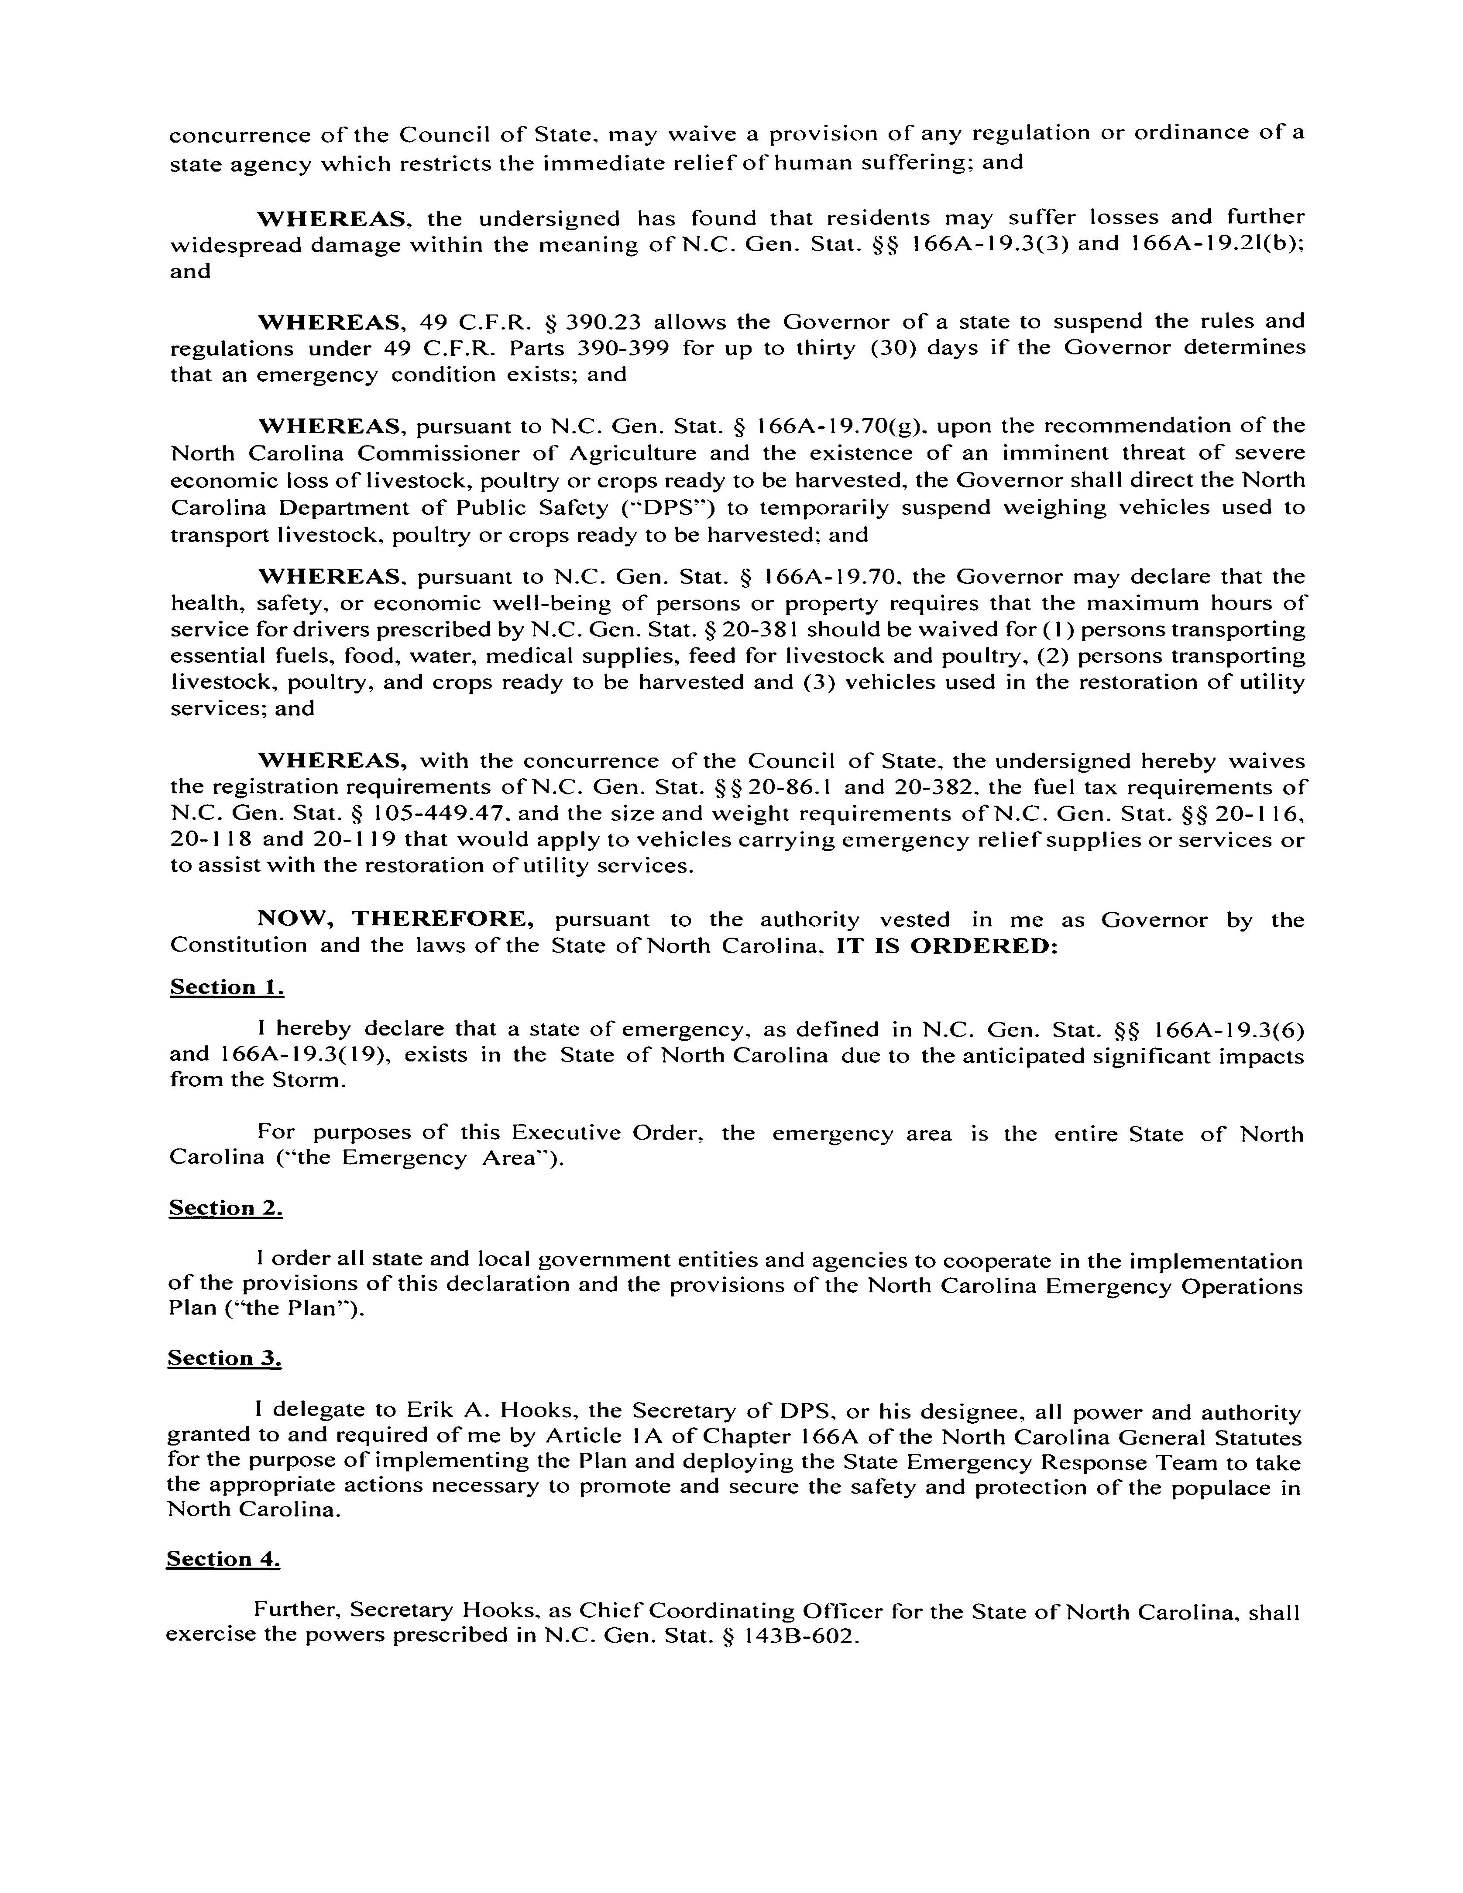 concurrence of the Council of State, may waive a provision of any regulation or ordinance of a
state agency which restricts the immediate relief of human suffering; and
WHEREAS, the undersigned has found that residents may suffer losses and further
widespread damage within the meaning of N.C. Gen. Stat. §§ 166A-19.3(3) and 166A-19.21(b);
and
WHEREAS, 49 C.F.R. § 390.23 allows the Governor of a state to suspend the rules and
regulations under 49 C.F.R. Parts 390-399 for up to thirty (30) days if the Governor determines
that an emergency condition exists; and
WHEREAS, pursuant to N.C. Gen. Stat. § 166A-19.70(g), upon the recommendation of the
North Carolina Commissioner of Agriculture and the existence of an imminent threat of severe
economic loss of livestock, poultry or crops ready to be harvested, the Governor shall direct the North
Carolina Department of Public Safety ("DPS") to temporarily suspend weighing vehicles used to
transport livestock, poultry or crops ready to be harvested; and
WHEREAS, pursuant to N.C. Gen. Stat. § 166A-19.70, the Governor may declare that the
health, safety, or economic well-being of persons or property requires that the maximum hours of
service for drivers prescribed by N.C. Gen. Stat. § 20-381 should be waived for (1) persons transporting
essential fuels, food, water, medical supplies, feed for livestock and poultry, (2) persons transporting
livestock, poultry, and crops ready to be harvested and (3) vehicles used in the restoration of utility
services; and
WHEREAS, with the concurrence of the Council of State, the undersigned hereby waives
the registration requirements of N.C. Gen. Stat. §§ 20-86.1 and 20-382, the fuel tax requirements of
N.C. Gen. Stat. § 105-449.47, and the size and weight requirements of N.C. Gen. Stat. §§ 20-116,
20-118 and 20-119 that would apply to vehicles carrying emergency relief supplies or services or
to assist with the restoration of utility services.
NOW, THEREFORE, pursuant to the authority vested in me as Governor by the
Constitution and the laws of the State of North Carolina, IT IS ORDERED:
Section 1.
I hereby declare that a state of emergency, as defined in N.C. Gen. Stat. §§ 166A-19.3(6)
and 166A-19.3(19), exists in the State of North Carolina due to the anticipated significant impacts
from the Storm.
For purposes of this Executive Order, the emergency area is the entire State of North
Carolina ("the Emergency Area").
Section 2.
I order all state and local government entities and agencies to cooperate in the implementation
of the provisions of this declaration and the provisions of the North Carolina Emergency Operations
Plan ("the Plan").
Section 3.
I delegate to Erik A. Hooks, the Secretary of DPS, or his designee, all power and authority
granted to and required of me by Article 1A of Chapter 166A of the North Carolina General Statutes
for the purpose of implementing the Plan and deploying the State Emergency Response Team to take
the appropriate actions necessary to promote and secure the safety and protection of the populace in
North Carolina.
Section 4.
Further, Secretary Hooks, as Chief Coordinating Officer for the State of North Carolina, shall
exercise the powers prescribed in N.C. Gen. Stat. § 143B-602.